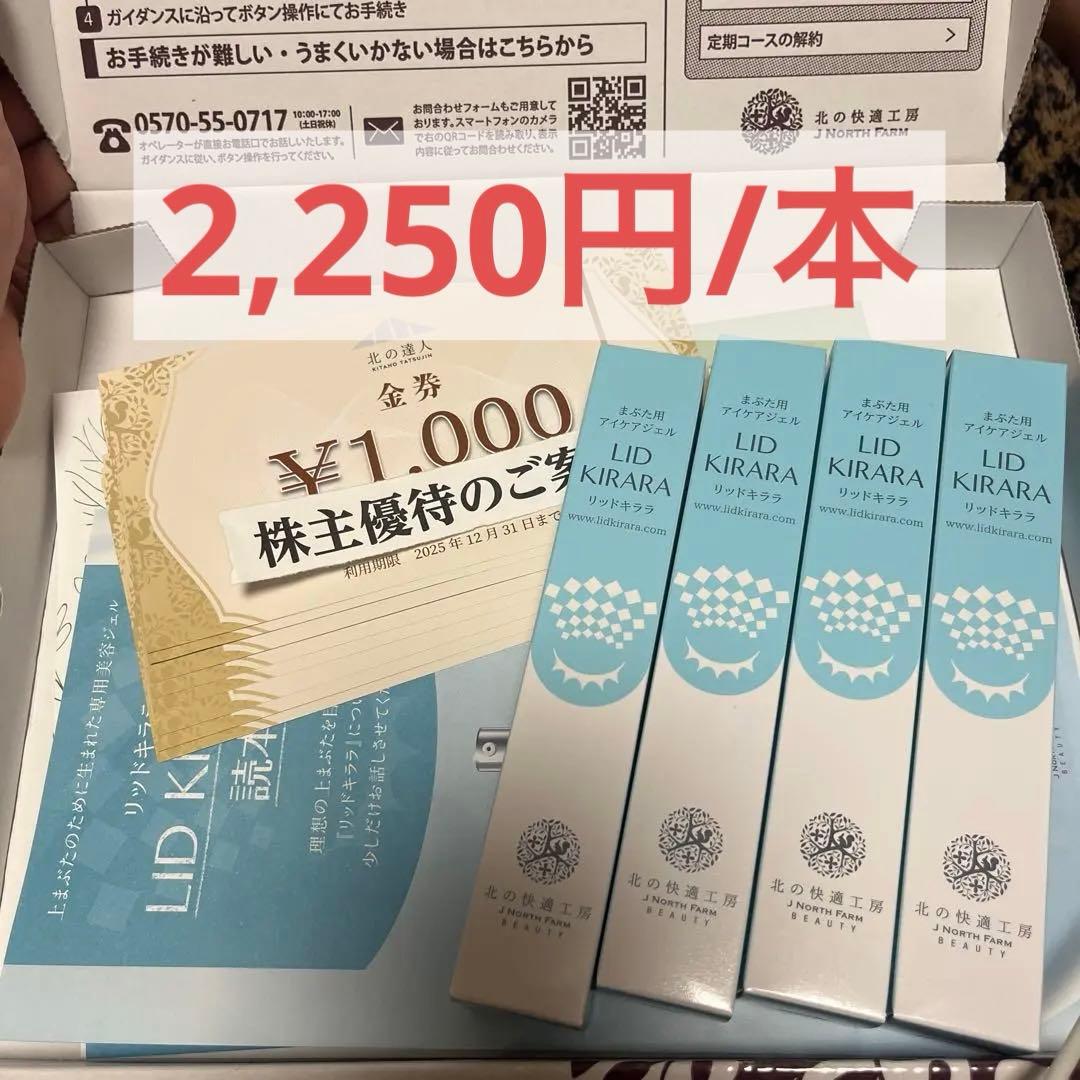 4 ガイダンスに沿ってボタン操作にてお手続き
お手続きが難しい・うまくいかない場合はこちらから
定期コースの解約
0570-55-0717 10:00-17:00
(土日祝休)
オペレーターが直接お電話口でお話しいたします。
ガイダンスに従い、ボタン操作を行ってください。
お問合わせフォームもご用意して
おります。スマートフォンのカメラ
で右のQRコードを読み取り、表示
内容に従ってお問合わせください。
北の快適工房
J NORTH FARM
2,250円/本
北の達人
KITANO TATSUJIN
金券
¥1,000
株主優待のご案
利用期限 2025年12月31日まで
まぶた用
アイケアジェル
LID
KIRARA
リッドキララ
www.lidkirara.com
北の快適工房
J NORTH FARM
BEAUTY
まぶた用
アイケアジェル
LID
KIRARA
リッドキララ
www.lidkirara.com
北の快適工房
J NORTH FARM
BEAUTY
まぶた用
アイケアジェル
LID
KIRARA
リッドキララ
www.lidkirara.com
北の快適工房
J NORTH FARM
BEAUTY
まぶた用
アイケアジェル
LID
KIRARA
リッドキララ
www.lidkirara.com
北の快適工房
J NORTH FARM
BEAUTY
上まぶたのために生まれた専用美容ジェル
リッドキララ
LID KI
読本
理想の上まぶたを目
『リッドキララ』につい
少しだけお話しさせてくだ